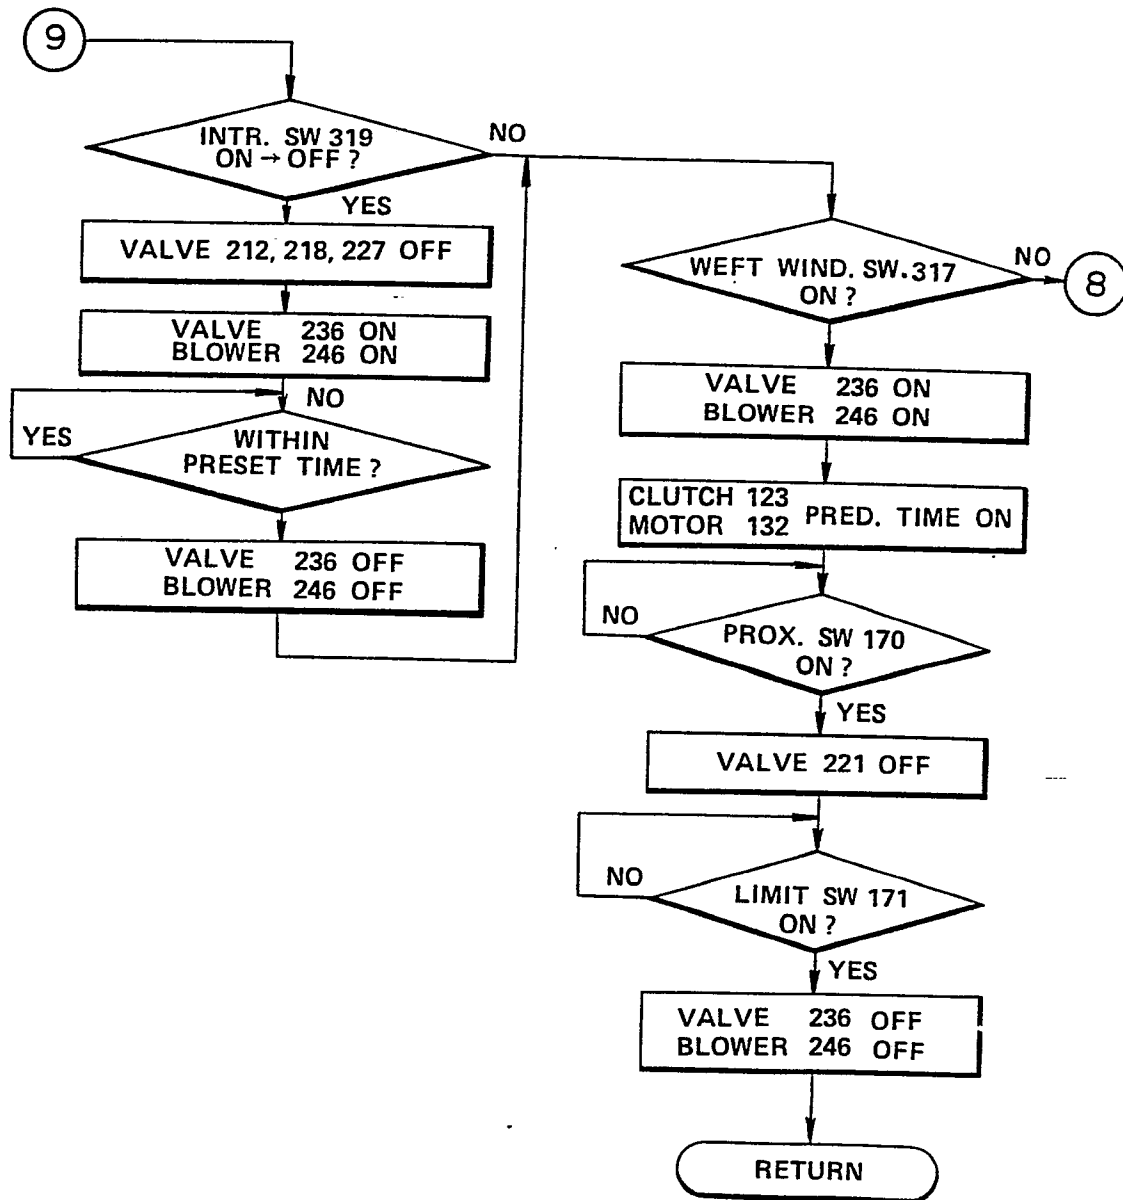 9
INTR. SW 319
ON → OFF ?
NO
YES
VALVE 212, 218, 227 OFF
VALVE 236 ON
BLOWER 246 ON
NO
YES
WITHIN
PRESET TIME ?
VALVE 236 OFF
BLOWER 246 OFF
WEFT WIND. SW. 317
ON ?
NO
8
VALVE 236 ON
BLOWER 246 ON
CLUTCH 123
MOTOR 132
PRED. TIME ON
NO
PROX. SW 170
ON ?
YES
VALVE 221 OFF
NO
LIMIT SW 171
ON ?
YES
VALVE 236 OFF
BLOWER 246 OFF
RETURN